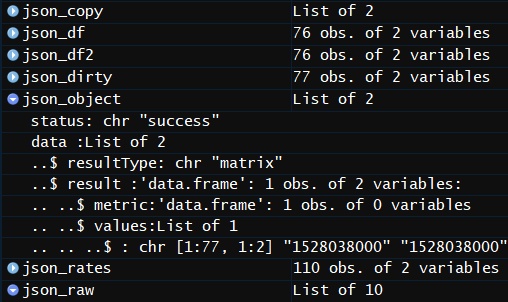 json_copy List of 2
json_df 76 obs. of 2 variables
json_df2 76 obs. of 2 variables
json_dirty 77 obs. of 2 variables
json_object List of 2
status: chr "success"
data :List of 2
..$ resultType: chr "matrix"
..$ result :'data.frame': 1 obs. of 2 variables:
.. ..$ metric:'data.frame': 1 obs. of 0 variables
.. ..$ values:List of 1
.. .. ..$ : chr [1:77, 1:2] "1528038000" "1528038000"
json_rates 110 obs. of 2 variables
json_raw List of 10